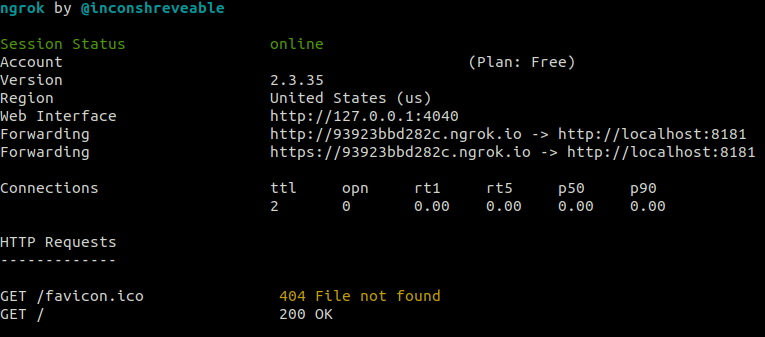 ngrok by @inconshreveable
Session Status online
Account (Plan: Free)
Version 2.3.35
Region United States (us)
Web Interface http://127.0.0.1:4040
Forwarding http://93923bbd282c.ngrok.io -> http://localhost:8181
Forwarding https://93923bbd282c.ngrok.io -> http://localhost:8181
Connections ttl opn rt1 rt5 p50 p90
2 0 0.00 0.00 0.00 0.00
HTTP Requests
-------------
GET /favicon.ico 404 File not found
GET / 200 OK